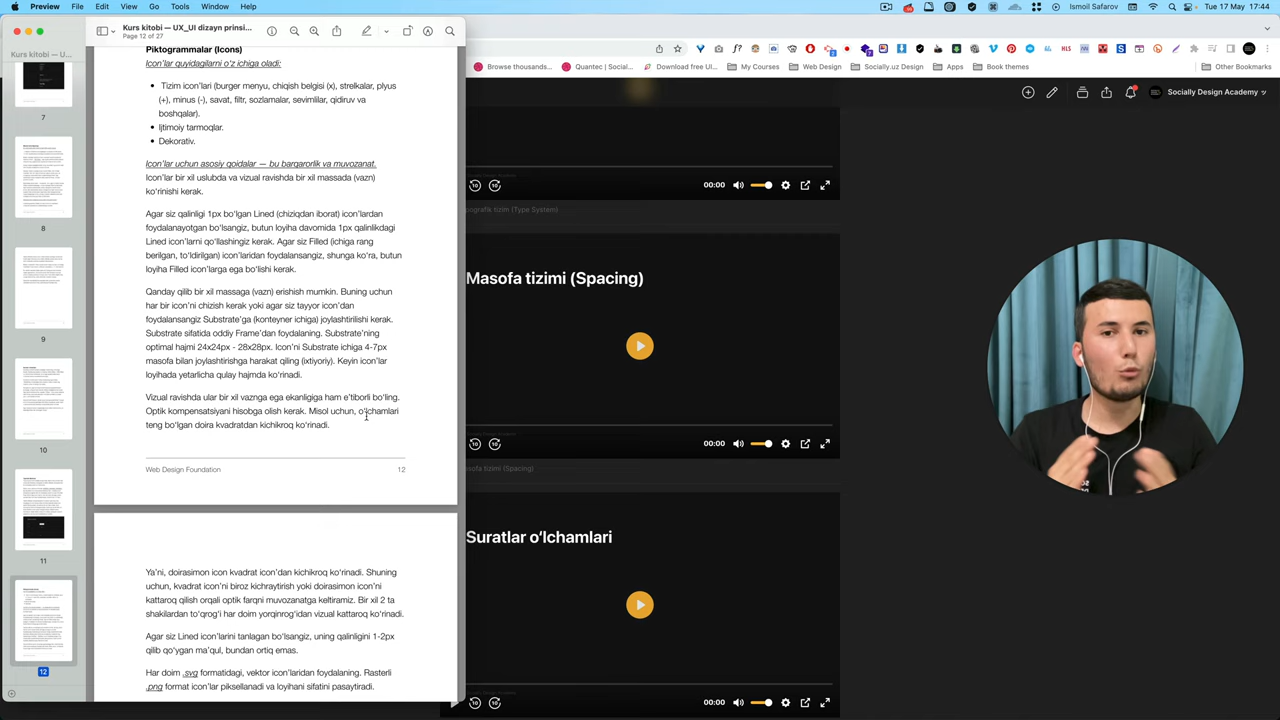 Preview File Edit View Go Tools Window Help
Ismoil Safarov Tue 17 May 17:44
Kurs kitobi — UX_UI dizayn prinsi...
Page 12 of 27
Browse thousands... Quantec | Social... Download free UI... My Courses Web Design Socially.uz Design Apps Book themes Other Bookmarks
Socially Design Academy
Kurs kitobi — UX_U...
7
8
9
10
11
12
Piktogrammalar (Icons)
Icon'lar quyidagilarni o'z ichiga oladi:
• Tizim icon'lari (burger menyu, chiqish belgisi (x), strelkalar, plyus
(+), minus (-), savat, filtr, sozlamalar, sevimlilar, qidiruv va
boshqalar).
• Ijtimoiy tarmoqlar.
• Dekorativ.
Icon'lar uchun asosiy qoidalar — bu barqarorlik va muvozanat.
Icon'lar bir xil uslubda va vizual ravishda bir xil massada (vazn)
ko'rinishi kerak.
Agar siz qalinligi 1px bo'lgan Lined (chiziqdan iborat) icon'lardan
foydalanayotgan bo'lsangiz, butun loyiha davomida 1px qalinlikdagi
Lined icon'larni qo'llashingiz kerak. Agar siz Filled (ichiga rang
berilgan, to'ldirilgan) icon'laridan foydalansangiz, shunga ko'ra, butun
loyiha Filled icon'larga ega bo'lishi kerak.
Qanday qilib bir xil massaga (vazn) erishish mumkin. Buning uchun
har bir icon'ni chizish kerak yoki agar siz tayyor icon'dan
foydalansangiz Substrate'ga (konteyner ichiga) joylashtirilishi kerak.
Substrate sifatida oddiy Frame'dan foydalaning. Substrate'ning
optimal hajmi 24x24px - 28x28px. Icon'ni Substrate ichiga 4-7px
masofa bilan joylashtirishga harakat qiling (ixtiyoriy). Keyin icon'lar
loyihada yetarlicha qulay hajmda ko'rinadi.
Vizual ravishda ular bir xil vaznga ega ekanligiga ham e'tiborli bo'ling.
Optik kompensatsiyani hisobga olish kerak. Misol uchun, o'lchamlari
teng bo'lgan doira kvadratdan kichikroq ko'rinadi.
Web Design Foundation 12
Ya'ni, doirasimon icon kvadrat icon'dan kichikroq ko'rinadi. Shuning
uchun, kvadrat icon'ni biroz kichraytirish yoki doirasimon icon'ni
kattaroq qilish orqali optik farqni muvozanatga keltiramiz. Bir xil 2 ta
shakilardan to'qrog'i har doim yorqinrog'idan vizual kattaroq ko'rinadi.
Agar siz Lined icon'larini tanlagan bo'lsangiz, uning qalinligini 1-2px
qilib qo'ygan ma'qul, bundan ortiq emas.
Har doim .svg formatidagi, vektor icon'laridan foydalaning. Rasterli
.png format icon'lar piksellanadi va loyihani sifatini pasaytiradi.
00:00
pografik tizim (Type System)
Masofa tizimi (Spacing)
00:00
sofa tizimi (Spacing)
Suratlar o'lchamlari
00:00